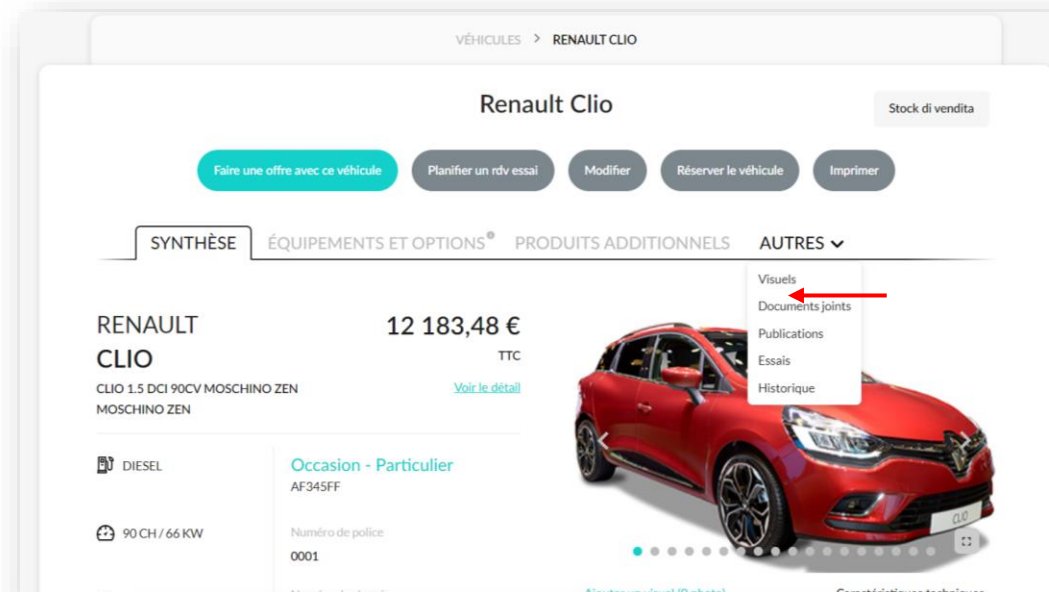 VÉHICULES > RENAULT CLIO
Renault Clio
Stock di vendita
Faire une offre avec ce véhicule
Planifier un rdv essai
Modifier
Réserver le véhicule
Imprimer
SYNTHÈSE
ÉQUIPEMENTS ET OPTIONS
PRODUITS ADDITIONNELS
AUTRES
Visuels
Documents joints
Publications
Essais
Historique
RENAULT
CLIO
CLIO 1.5 DCI 90CV MOSCHINO ZEN
MOSCHINO ZEN
12 183,48 €
TTC
Voir le détail
DIESEL
Occasion - Particulier
AF345FF
90 CH / 66 KW
Numéro de police
0001
CLIO